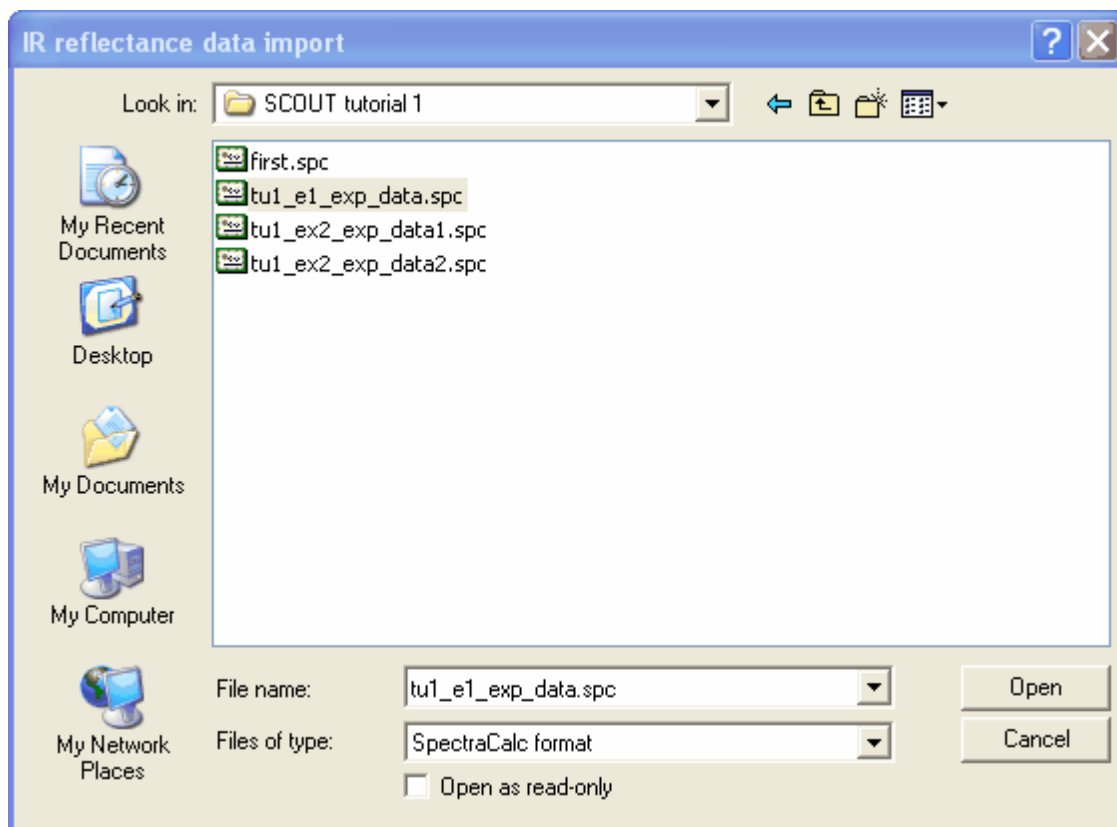 IR reflectance data import
Look in:
SCOUT tutorial 1
first.spc
tu1_e1_exp_data.spc
tu1_ex2_exp_data1.spc
tu1_ex2_exp_data2.spc
My Recent
Documents
Desktop
My Documents
My Computer
My Network
Places
File name:
tu1_e1_exp_data.spc
Open
Files of type:
SpectraCalc format
Cancel
Open as read-only